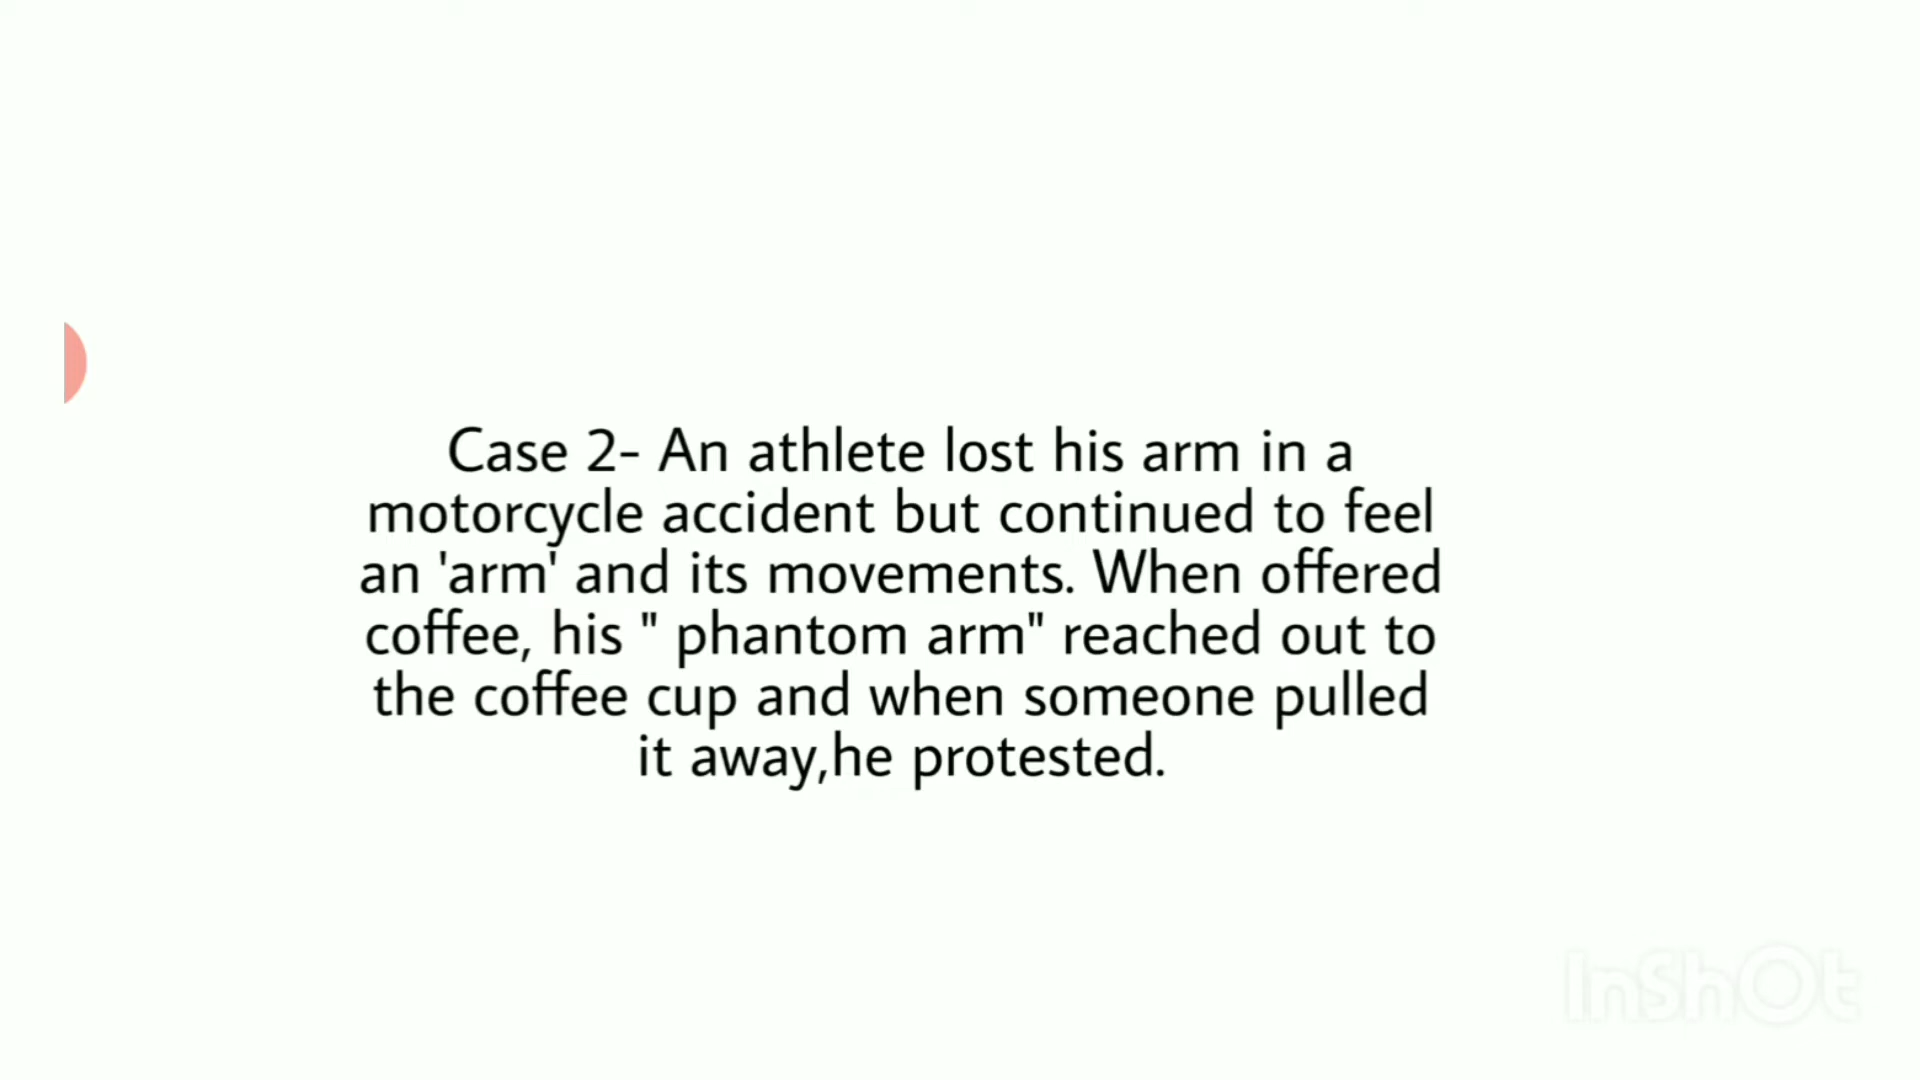 Case 2- An athlete lost his arm in a
motorcycle accident but continued to feel
an 'arm' and its movements. When offered
coffee, his " phantom arm" reached out to
the coffee cup and when someone pulled
it away,he protested.
InShOt